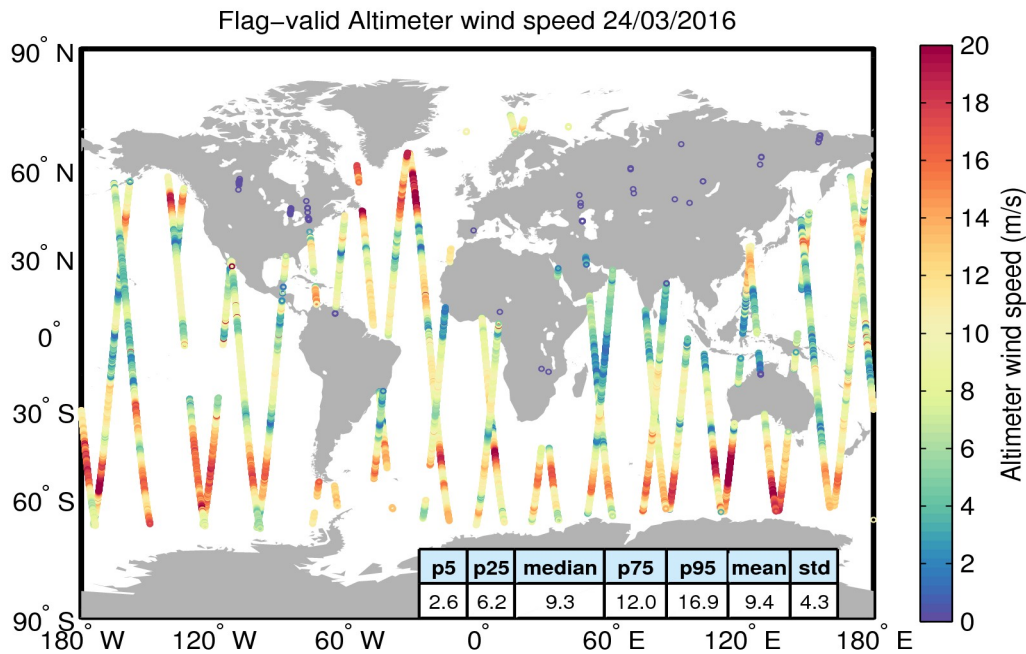 Flag−valid Altimeter wind speed 24/03/2016
90° N
60° N
30° N
0°
30° S
60° S
90° S
180° W
120° W
60° W
0°
60° E
120° E
180° E
p5 p25 median p75 p95 mean std
2.6 6.2 9.3 12.0 16.9 9.4 4.3
20
18
16
14
12
10
8
6
4
2
0
Altimeter wind speed (m/s)